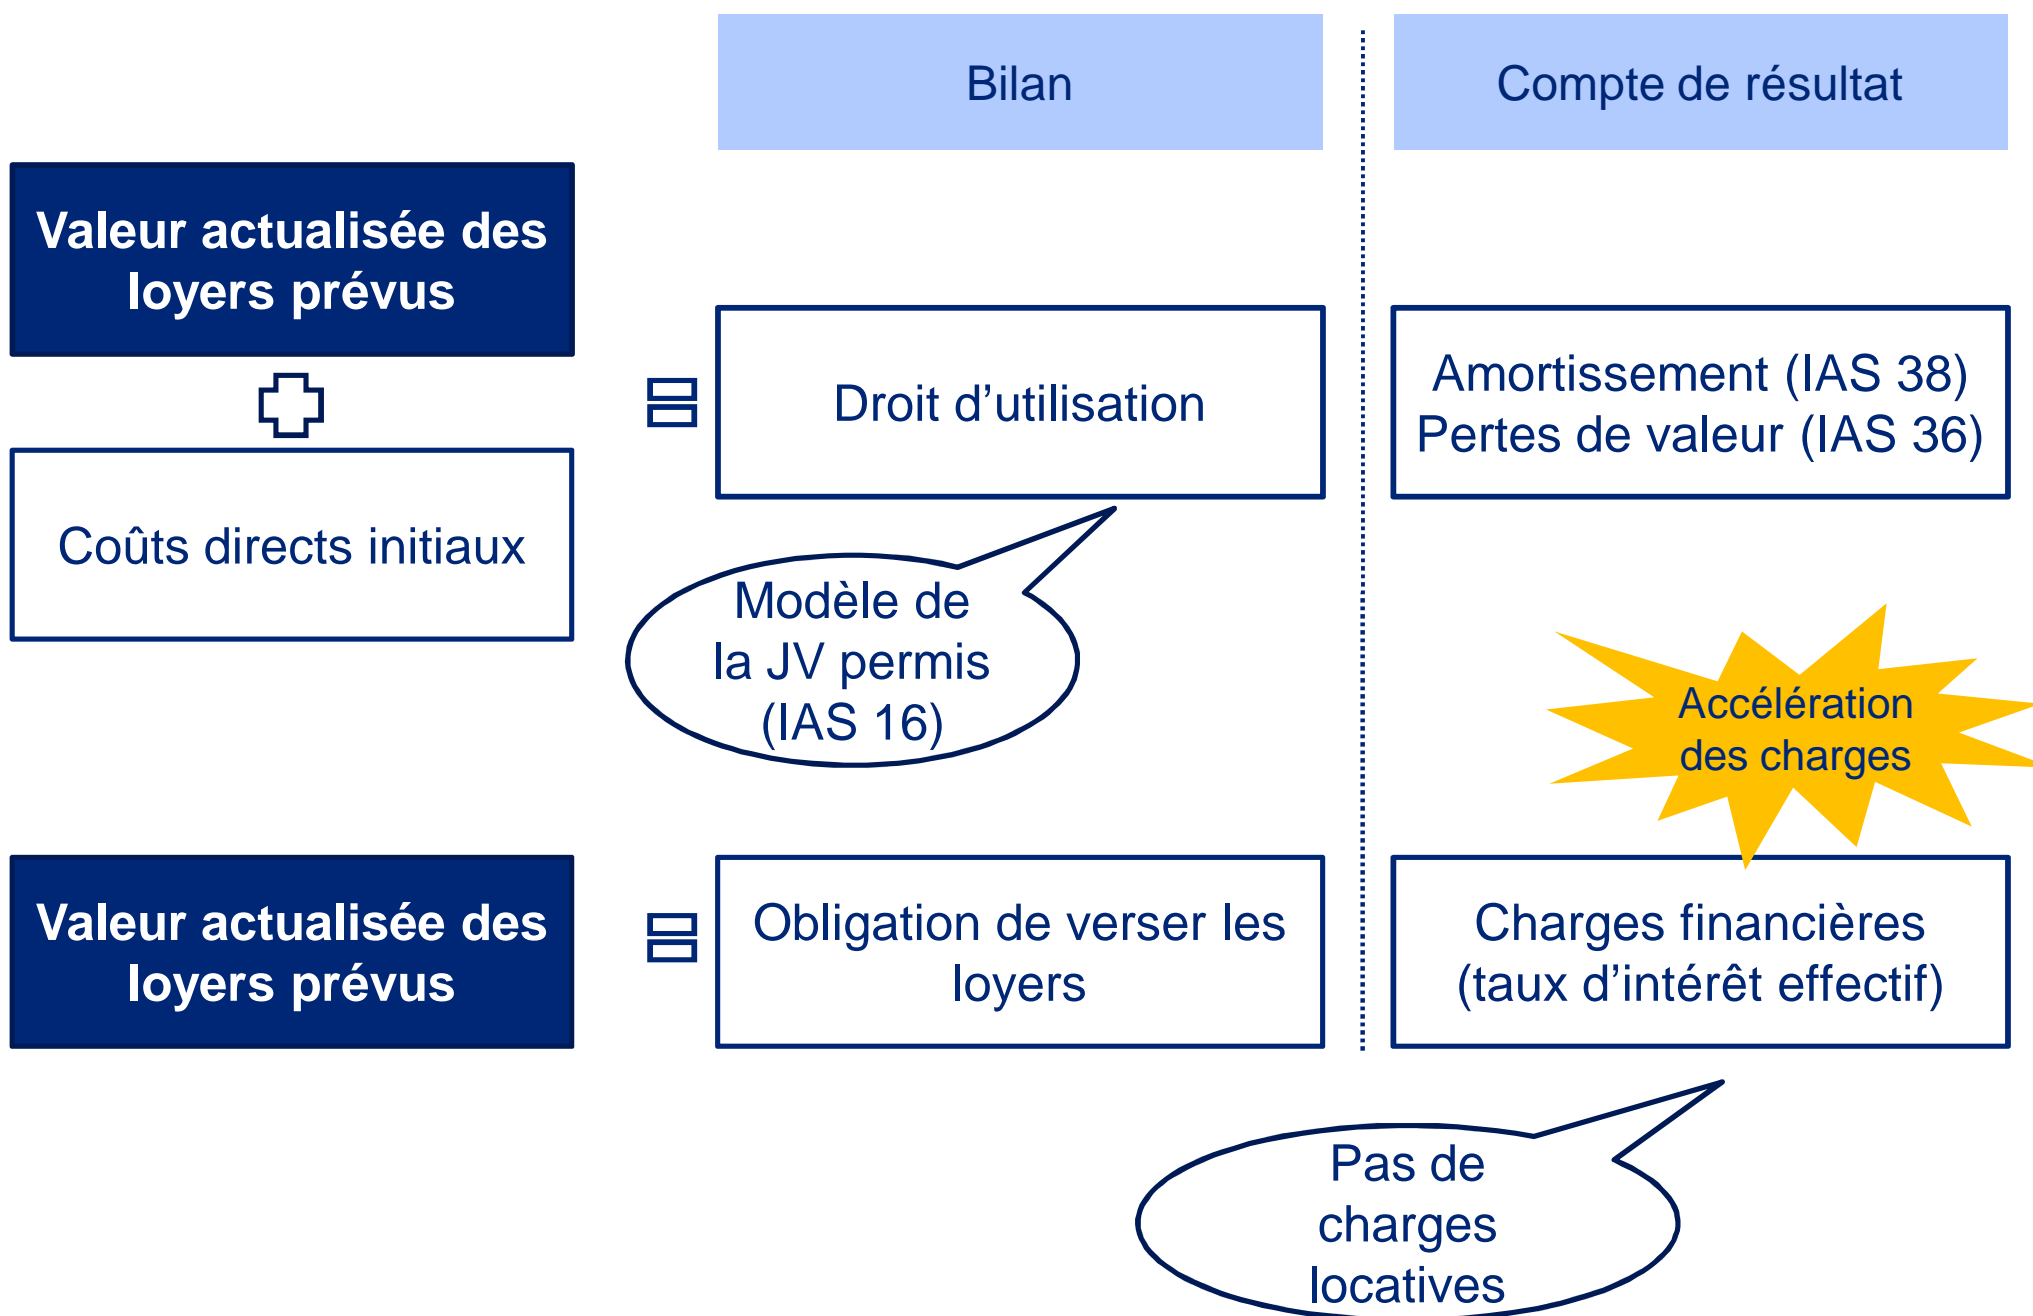 Bilan
Compte de résultat
Valeur actualisée des
loyers prévus
Coûts directs initiaux
Droit d’utilisation
Amortissement (IAS 38)
Pertes de valeur (IAS 36)
Modèle de
la JV permis
(IAS 16)
Accélération
des charges
Valeur actualisée des
loyers prévus
Obligation de verser les
loyers
Charges financières
(taux d’intérêt effectif)
Pas de
charges
locatives